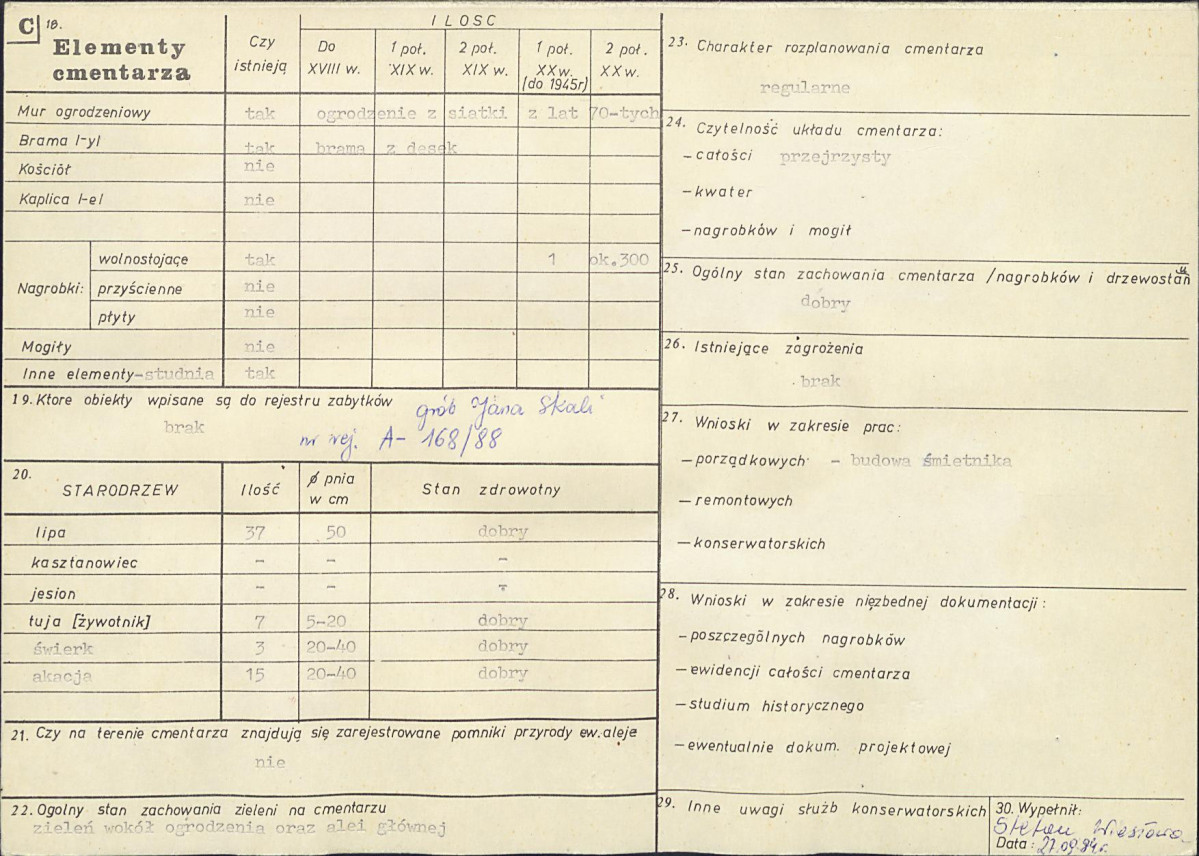 C 18.
Elementy
cmentarza
Czy
istnieją
ILOSC
Do
XVIII w.
1 poł.
XIX w.
2 poł.
XIX w.
1 poł.
XX w.
(do 1945r)
2 poł.
XX w.
Mur ogrodzeniowy tak ogrodzenie z siatki z lat 70-tych
Brama /-y/ tak brama z desek
Kościół nie
Kaplica /-e/ nie
Nagrobki:
wolnostojące tak 1 ok.300
przyścienne nie
płyty nie
Mogiły nie
Inne elementy-studnia tak
19. Ktore obiekty wpisane są do rejestru zabytków
brak
grób Jana Skali
nr rej. A- 168/88
20.
STARODRZEW Ilość ø pnia
w cm Stan zdrowotny
lipa 37 50 dobry
kasztanowiec - - -
jesion - - -
tuja [żywotnik] 7 5-20 dobry
świerk 3 20-40 dobry
akacja 15 20-40 dobry
21. Czy na terenie cmentarza znajdują się zarejestrowane pomniki przyrody ew. aleje
nie
22. Ogolny stan zachowania zieleni na cmentarzu
zieleń wokół ogrodzenia oraz alei głównej
23. Charakter rozplanowania cmentarza
regularne
24. Czytelność układu cmentarza:
- całości przejrzysty
- kwater
- nagrobków i mogił
25. Ogólny stan zachowania cmentarza /nagrobków i drzewostanu
dobry
26. Istniejące zagrożenia
brak
27. Wnioski w zakresie prac:
- porządkowych - budowa śmietnika
- remontowych
- konserwatorskich
28. Wnioski w zakresie nięzbednej dokumentacji:
- poszczególnych nagrobków
- ewidencji całości cmentarza
- studium historycznego
- ewentualnie dokum. projektowej
29. Inne uwagi służb konserwatorskich
30. Wypełnił:
Stefan
Data: 27.09.84r.